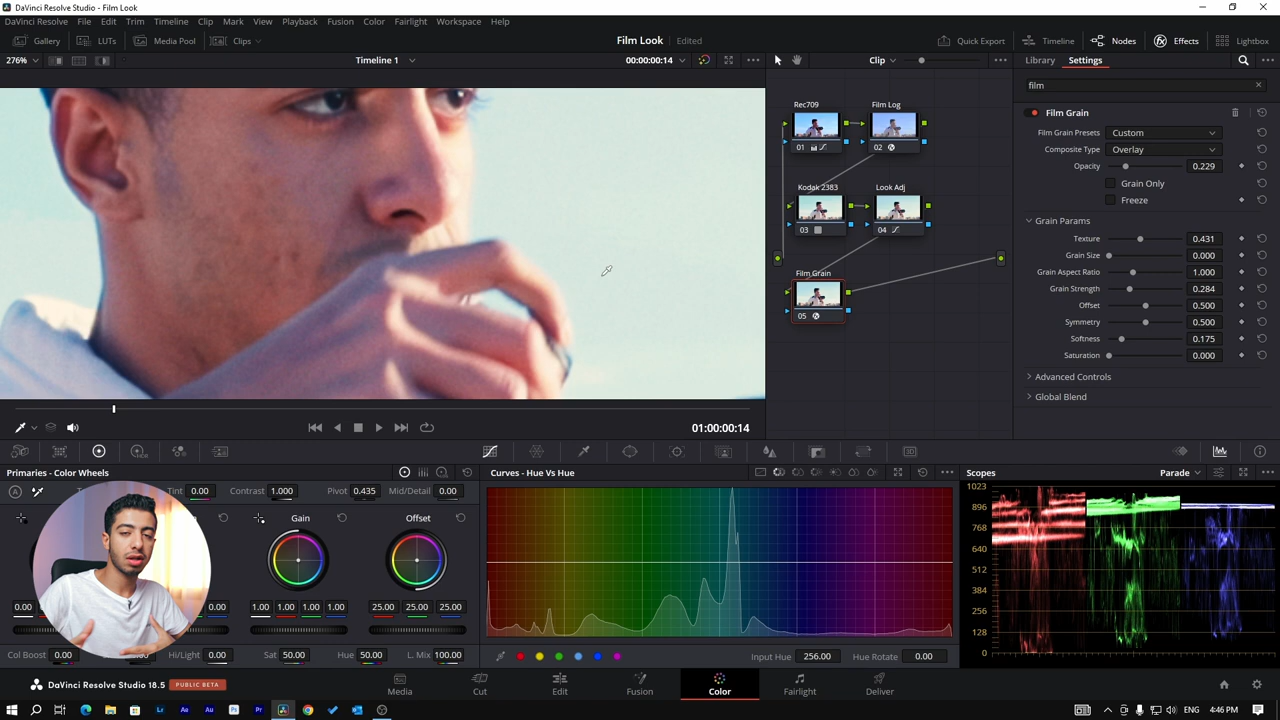 DaVinci Resolve Studio - Film Look
DaVinci Resolve File Edit Trim Timeline Clip Mark View Playback Fusion Color Fairlight Workspace Help
Gallery LUTs Media Pool Clips Film Look Edited Quick Export Timeline Nodes Effects Lightbox
276% Timeline 1 00:00:00:14 Clip Library Settings
film
Rec709 Film Log
01 02
Kodak 2383 Look Adj
03 04
Film Grain
05
Film Grain
Film Grain Presets Custom
Composite Type Overlay
Opacity 0.229
Grain Only
Freeze
Grain Params
Texture 0.431
Grain Size 0.000
Grain Aspect Ratio 1.000
Grain Strength 0.284
Offset 0.500
Symmetry 0.500
Softness 0.175
Saturation 0.000
Advanced Controls
Global Blend
01:00:00:14
Primaries - Color Wheels
Tint 0.00 Contrast 1.000 Pivot 0.435 Mid/Detail 0.00
Gain Offset
0.00 0.00 1.00 1.00 1.00 1.00 25.00 25.00 25.00
Col Boost 0.00 Hi/Light 0.00 Sat 50.00 Hue 50.00 L. Mix 100.00
Curves - Hue Vs Hue
Input Hue 256.00 Hue Rotate 0.00
Scopes Parade
1023
896
768
640
512
384
256
128
0
DaVinci Resolve Studio 18.5 PUBLIC BETA
Media Cut Edit Fusion Color Fairlight Deliver
Lr Ae Au Ps Pr ENG 4:46 PM